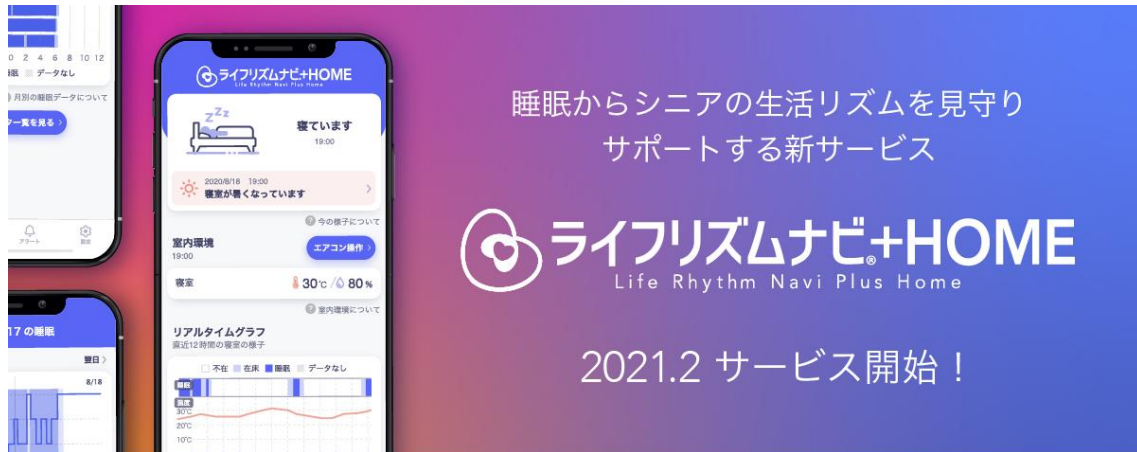 0 2 4 6 8 10 12
データなし
月別の睡眠データについて
一覧を見る
アラート
設定
17の睡眠
翌日
8/18
ライフリズムナビ+HOME
Life Rhythm Navi Plus Home
zZz
寝ています
19:00
2020/8/18 19:00
寝室が暑くなっています
今の様子について
室内環境
19:00
エアコン操作
寝室
30℃/80%
室内環境について
リアルタイムグラフ
直近12時間の寝室の様子
不在 在床 睡眠 データなし
睡眠
温度
30℃
20℃
10℃
睡眠からシニアの生活リズムを見守り
サポートする新サービス
ライフリズムナビ®+HOME
Life Rhythm Navi Plus Home
2021.2 サービス開始!